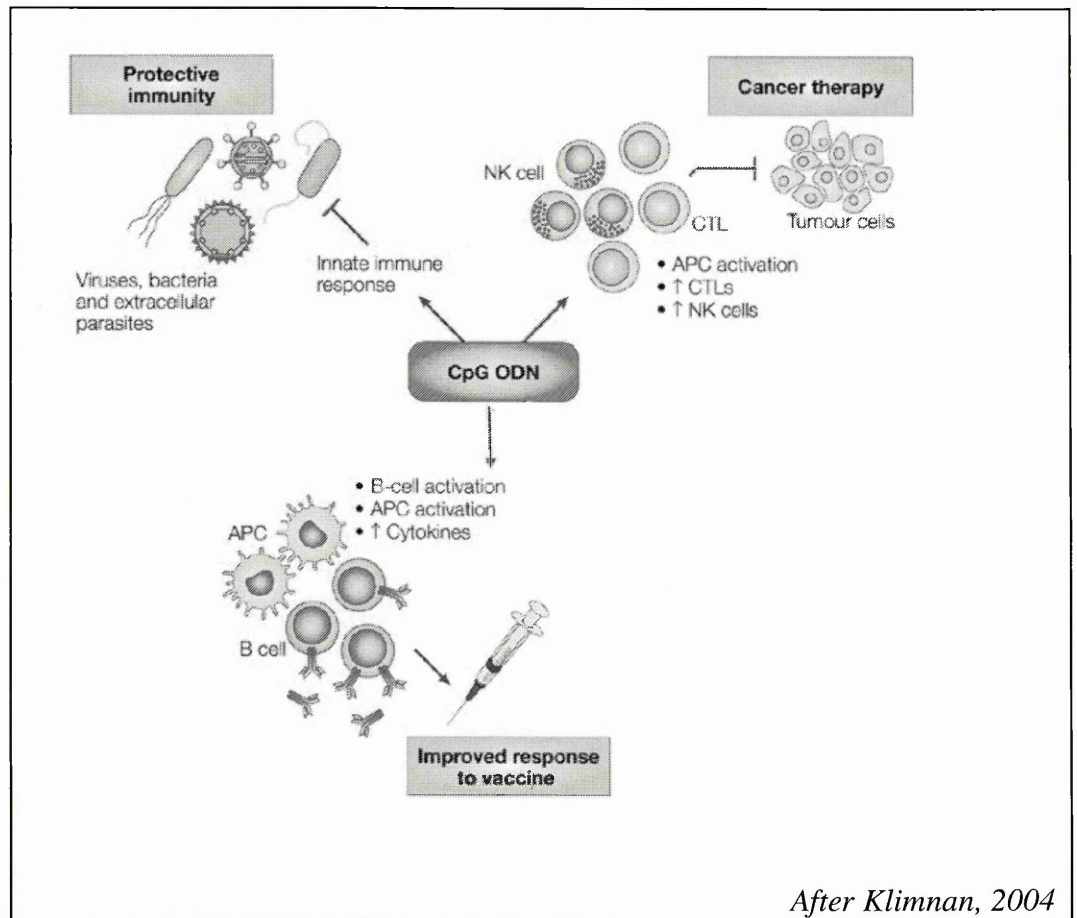 Protective
immunity
Cancer therapy
NK cell
CTL
Tumour cells
Viruses, bacteria
and extracellular
parasites
Innate immune
response
• APC activation
• ↑ CTLs
• ↑ NK cells
CpG ODN
• B-cell activation
• APC activation
• ↑ Cytokines
APC
B cell
Improved response
to vaccine
After Klimnan, 2004